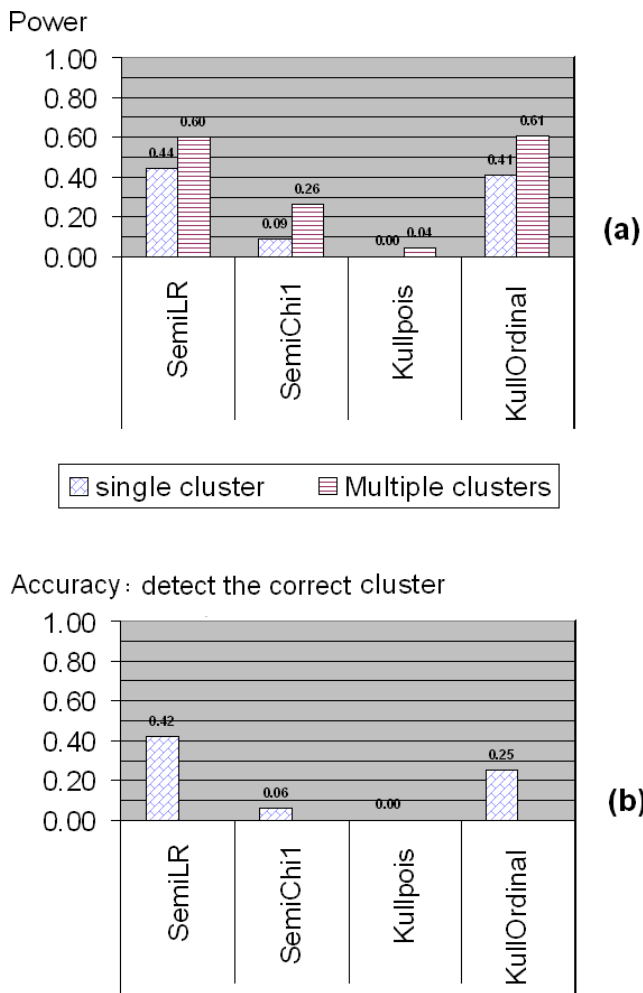 Power
1.00
0.80
0.60
0.40
0.20
0.00
0.44
0.60
0.09
0.26
0.00
0.04
0.41
0.61
SemiLR
SemiChi1
Kullpois
KullOrdinal
(a)
single cluster
Multiple clusters
Accuracy: detect the correct cluster
1.00
0.80
0.60
0.40
0.20
0.00
0.42
0.06
0.00
0.25
SemiLR
SemiChi1
Kullpois
KullOrdinal
(b)